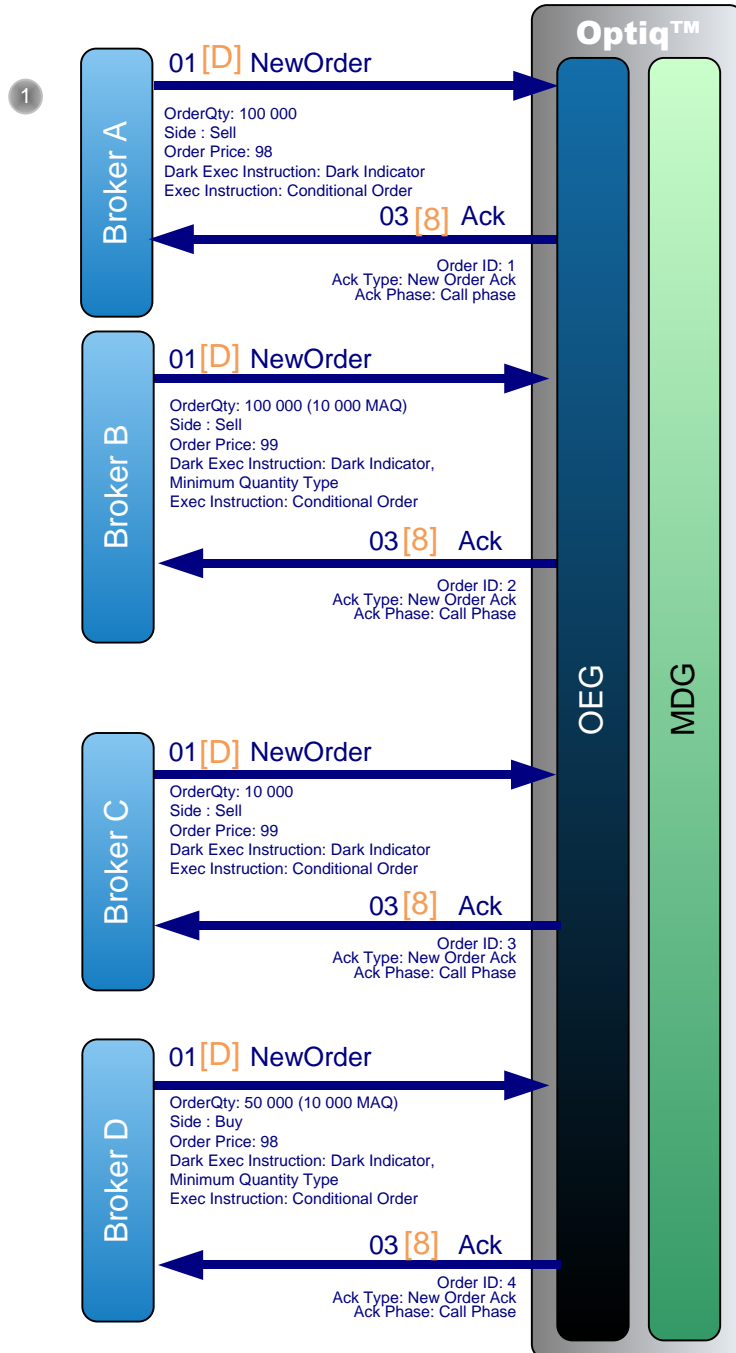 Optiq™
1
Broker A
01 [D] NewOrder
OrderQty: 100 000
Side : Sell
Order Price: 98
Dark Exec Instruction: Dark Indicator
Exec Instruction: Conditional Order
03 [8] Ack
Order ID: 1
Ack Type: New Order Ack
Ack Phase: Call phase
Broker B
01 [D] NewOrder
OrderQty: 100 000 (10 000 MAQ)
Side : Sell
Order Price: 99
Dark Exec Instruction: Dark Indicator,
Minimum Quantity Type
Exec Instruction: Conditional Order
03 [8] Ack
Order ID: 2
Ack Type: New Order Ack
Ack Phase: Call Phase
OEG
MDG
Broker C
01 [D] NewOrder
OrderQty: 10 000
Side : Sell
Order Price: 99
Dark Exec Instruction: Dark Indicator
Exec Instruction: Conditional Order
03 [8] Ack
Order ID: 3
Ack Type: New Order Ack
Ack Phase: Call Phase
Broker D
01 [D] NewOrder
OrderQty: 50 000 (10 000 MAQ)
Side : Buy
Order Price: 98
Dark Exec Instruction: Dark Indicator,
Minimum Quantity Type
Exec Instruction: Conditional Order
03 [8] Ack
Order ID: 4
Ack Type: New Order Ack
Ack Phase: Call Phase